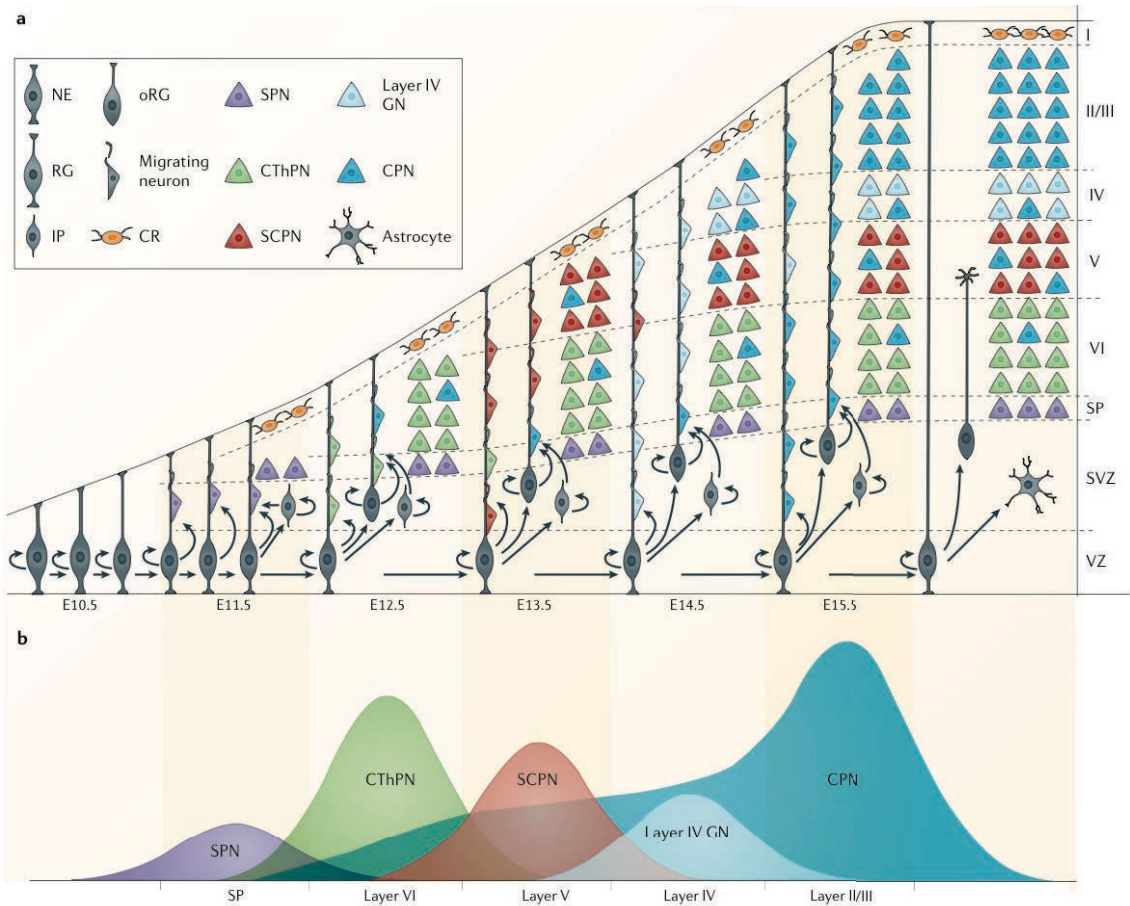 a
NE
oRG
SPN
Layer IV
GN
RG
Migrating
neuron
CThPN
CPN
IP
CR
SCPN
Astrocyte
I
II/III
IV
V
VI
SP
SVZ
VZ
E10.5
E11.5
E12.5
E13.5
E14.5
E15.5
b
CThPN
SCPN
CPN
SPN
Layer IV GN
SP
Layer VI
Layer V
Layer IV
Layer II/III